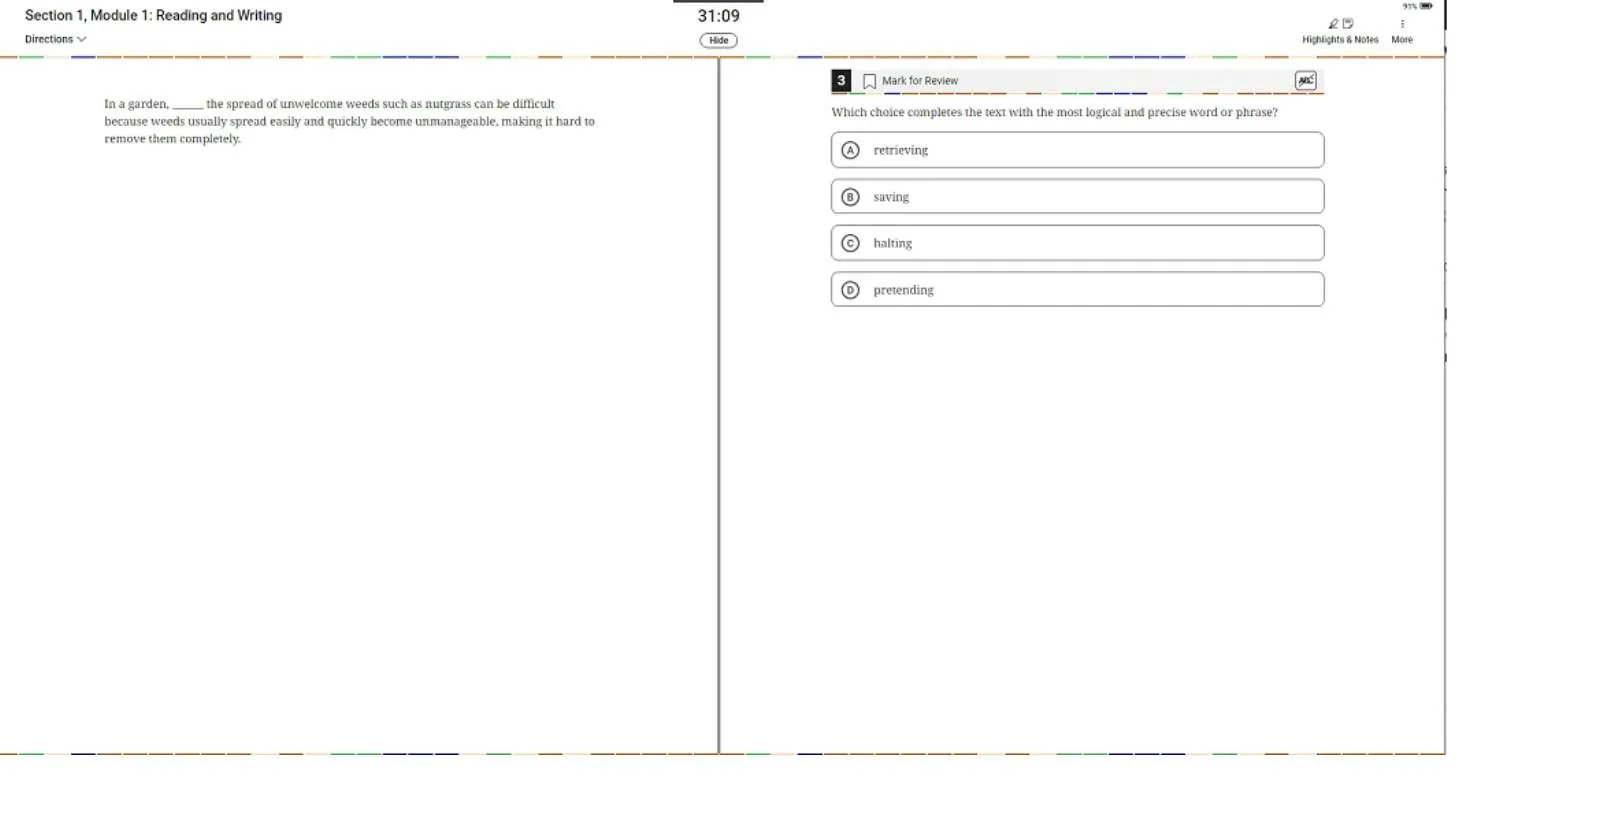 Section 1, Module 1: Reading and Writing
Directions
31:09
Hide
91%
Highlights & Notes
More
In a garden, _____ the spread of unwelcome weeds such as nutgrass can be difficult
because weeds usually spread easily and quickly become unmanageable, making it hard to
remove them completely.
3
Mark for Review
ABC
Which choice completes the text with the most logical and precise word or phrase?
A retrieving
B saving
C halting
D pretending